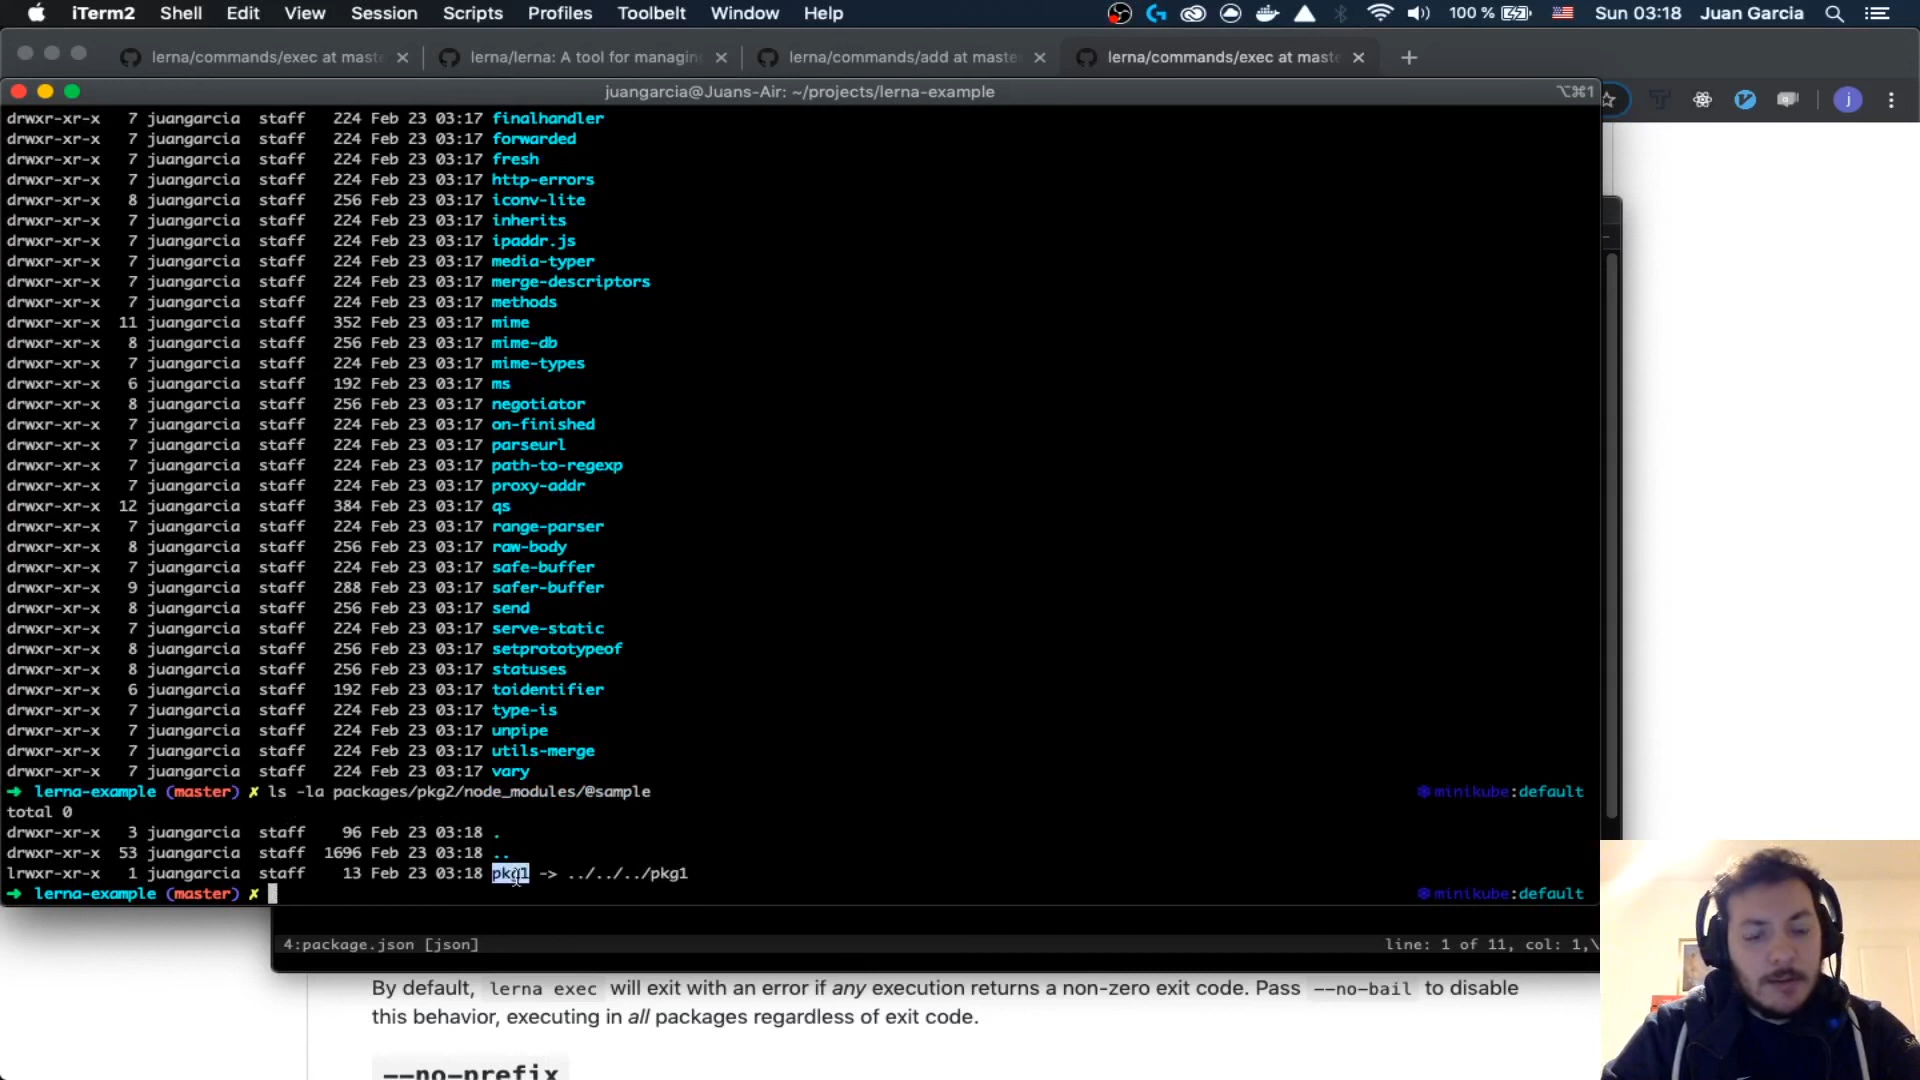 iTerm2 Shell Edit View Session Scripts Profiles Toolbelt Window Help 100 % Sun 03:18 Juan Garcia
lerna/commands/exec at maste lerna/lerna: A tool for managing lerna/commands/add at maste lerna/commands/exec at maste
juangarcia@Juans-Air: ~/projects/lerna-example ⌥⌘1
drwxr-xr-x 7 juangarcia staff 224 Feb 23 03:17 finalhandler
drwxr-xr-x 7 juangarcia staff 224 Feb 23 03:17 forwarded
drwxr-xr-x 7 juangarcia staff 224 Feb 23 03:17 fresh
drwxr-xr-x 7 juangarcia staff 224 Feb 23 03:17 http-errors
drwxr-xr-x 8 juangarcia staff 256 Feb 23 03:17 iconv-lite
drwxr-xr-x 7 juangarcia staff 224 Feb 23 03:17 inherits
drwxr-xr-x 7 juangarcia staff 224 Feb 23 03:17 ipaddr.js
drwxr-xr-x 7 juangarcia staff 224 Feb 23 03:17 media-typer
drwxr-xr-x 7 juangarcia staff 224 Feb 23 03:17 merge-descriptors
drwxr-xr-x 7 juangarcia staff 224 Feb 23 03:17 methods
drwxr-xr-x 11 juangarcia staff 352 Feb 23 03:17 mime
drwxr-xr-x 8 juangarcia staff 256 Feb 23 03:17 mime-db
drwxr-xr-x 7 juangarcia staff 224 Feb 23 03:17 mime-types
drwxr-xr-x 6 juangarcia staff 192 Feb 23 03:17 ms
drwxr-xr-x 8 juangarcia staff 256 Feb 23 03:17 negotiator
drwxr-xr-x 7 juangarcia staff 224 Feb 23 03:17 on-finished
drwxr-xr-x 7 juangarcia staff 224 Feb 23 03:17 parseurl
drwxr-xr-x 7 juangarcia staff 224 Feb 23 03:17 path-to-regexp
drwxr-xr-x 7 juangarcia staff 224 Feb 23 03:17 proxy-addr
drwxr-xr-x 12 juangarcia staff 384 Feb 23 03:17 qs
drwxr-xr-x 7 juangarcia staff 224 Feb 23 03:17 range-parser
drwxr-xr-x 8 juangarcia staff 256 Feb 23 03:17 raw-body
drwxr-xr-x 7 juangarcia staff 224 Feb 23 03:17 safe-buffer
drwxr-xr-x 9 juangarcia staff 288 Feb 23 03:17 safer-buffer
drwxr-xr-x 8 juangarcia staff 256 Feb 23 03:17 send
drwxr-xr-x 7 juangarcia staff 224 Feb 23 03:17 serve-static
drwxr-xr-x 8 juangarcia staff 256 Feb 23 03:17 setprototypeof
drwxr-xr-x 8 juangarcia staff 256 Feb 23 03:17 statuses
drwxr-xr-x 6 juangarcia staff 192 Feb 23 03:17 toidentifier
drwxr-xr-x 7 juangarcia staff 224 Feb 23 03:17 type-is
drwxr-xr-x 7 juangarcia staff 224 Feb 23 03:17 unpipe
drwxr-xr-x 7 juangarcia staff 224 Feb 23 03:17 utils-merge
drwxr-xr-x 7 juangarcia staff 224 Feb 23 03:17 vary
➜ lerna-example (master) ✗ ls -la packages/pkg2/node_modules/@sample ⎈ minikube:default
total 0
drwxr-xr-x 3 juangarcia staff 96 Feb 23 03:18 .
drwxr-xr-x 53 juangarcia staff 1696 Feb 23 03:18 ..
lrwxr-xr-x 1 juangarcia staff 13 Feb 23 03:18 pkg1 -> ../../../pkg1
➜ lerna-example (master) ✗ ⎈ minikube:default
4:package.json [json] line: 1 of 11, col: 1,\
By default, lerna exec will exit with an error if any execution returns a non-zero exit code. Pass --no-bail to disable
this behavior, executing in all packages regardless of exit code.
--no-prefix